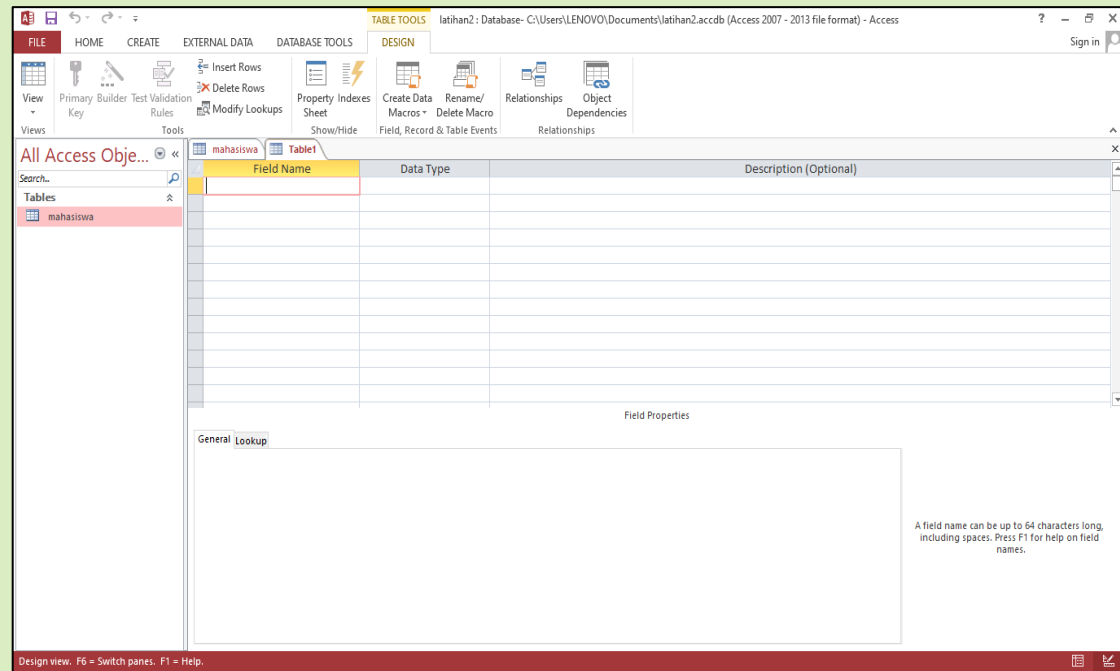 TABLE TOOLS latihan2 : Database- C:\Users\LENOVO\Documents\latihan2.accdb (Access 2007 - 2013 file format) - Access ?
FILE HOME CREATE EXTERNAL DATA DATABASE TOOLS DESIGN Sign in
View
Primary Key
Builder
Test Validation Rules
Insert Rows
Delete Rows
Modify Lookups
Property Sheet
Indexes
Create Data Macros
Rename/ Delete Macro
Relationships
Object Dependencies
Views Tools Show/Hide Field, Record & Table Events Relationships
All Access Obje... «
Search...
Tables
mahasiswa
mahasiswa Table1
Field Name Data Type Description (Optional)
Field Properties
General Lookup
A field name can be up to 64 characters long,
including spaces. Press F1 for help on field
names.
Design view. F6 = Switch panes. F1 = Help.